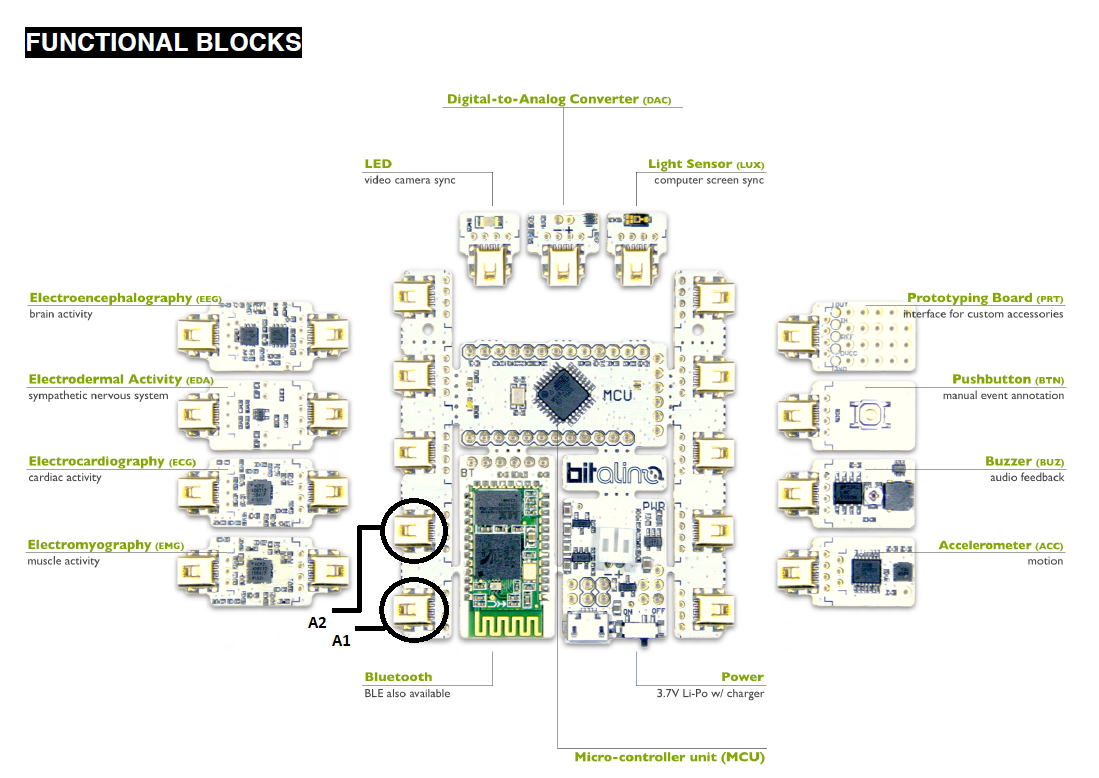 FUNCTIONAL BLOCKS
Digital-to-Analog Converter (DAC)
LED
video camera sync
Light Sensor (LUX)
computer screen sync
Electroencephalography (EEG)
brain activity
Electrodermal Activity (EDA)
sympathetic nervous system
Electrocardiography (ECG)
cardiac activity
Electromyography (EMG)
muscle activity
MCU
BT
bitalino
PWR
ON
OFF
Prototyping Board (PRT)
interface for custom accessories
Pushbutton (BTN)
manual event annotation
Buzzer (BUZ)
audio feedback
Accelerometer (ACC)
motion
A2
A1
Bluetooth
BLE also available
Power
3.7V Li-Po w/ charger
Micro-controller unit (MCU)